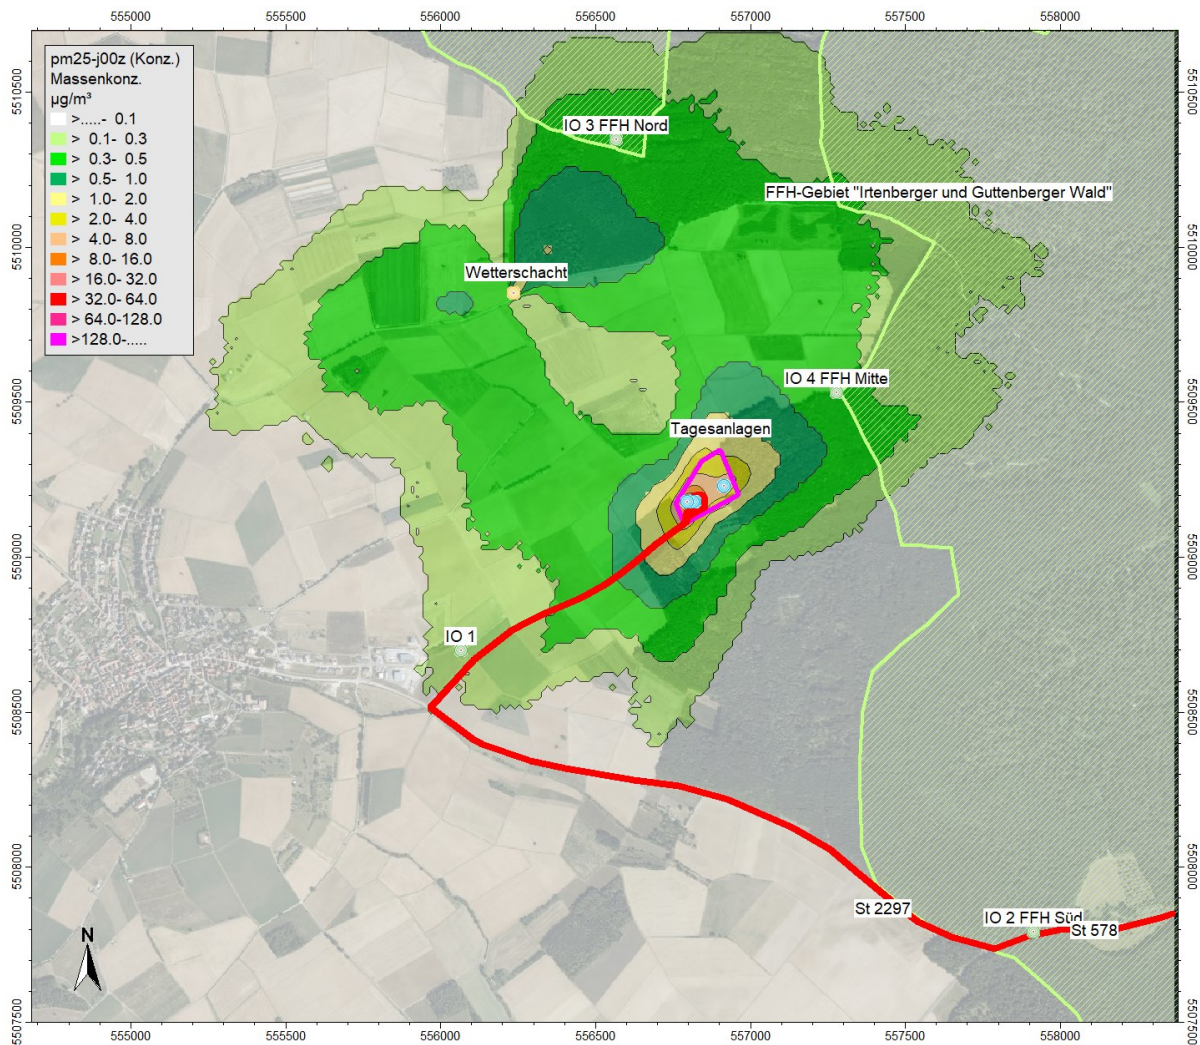 555000 555500 556000 556500 557000 557500 558000
pm25-j00z (Konz.)
Massenkonz.
µg/m³
>.....- 0.1
> 0.1- 0.3
> 0.3- 0.5
> 0.5- 1.0
> 1.0- 2.0
> 2.0- 4.0
> 4.0- 8.0
> 8.0- 16.0
> 16.0- 32.0
> 32.0- 64.0
> 64.0-128.0
>128.0-.....
5510500 5510500
IO 3 FFH Nord
FFH-Gebiet "Irtenberger und Guttenberger Wald"
5510000 5510000
Wetterschacht
IO 4 FFH Mitte
5509500 5509500
Tagesanlagen
5509000 5509000
IO 1
5508500 5508500
5508000 5508000
St 2297
IO 2 FFH Süd
St 578
N
5507500 5507500
555000 555500 556000 556500 557000 557500 558000